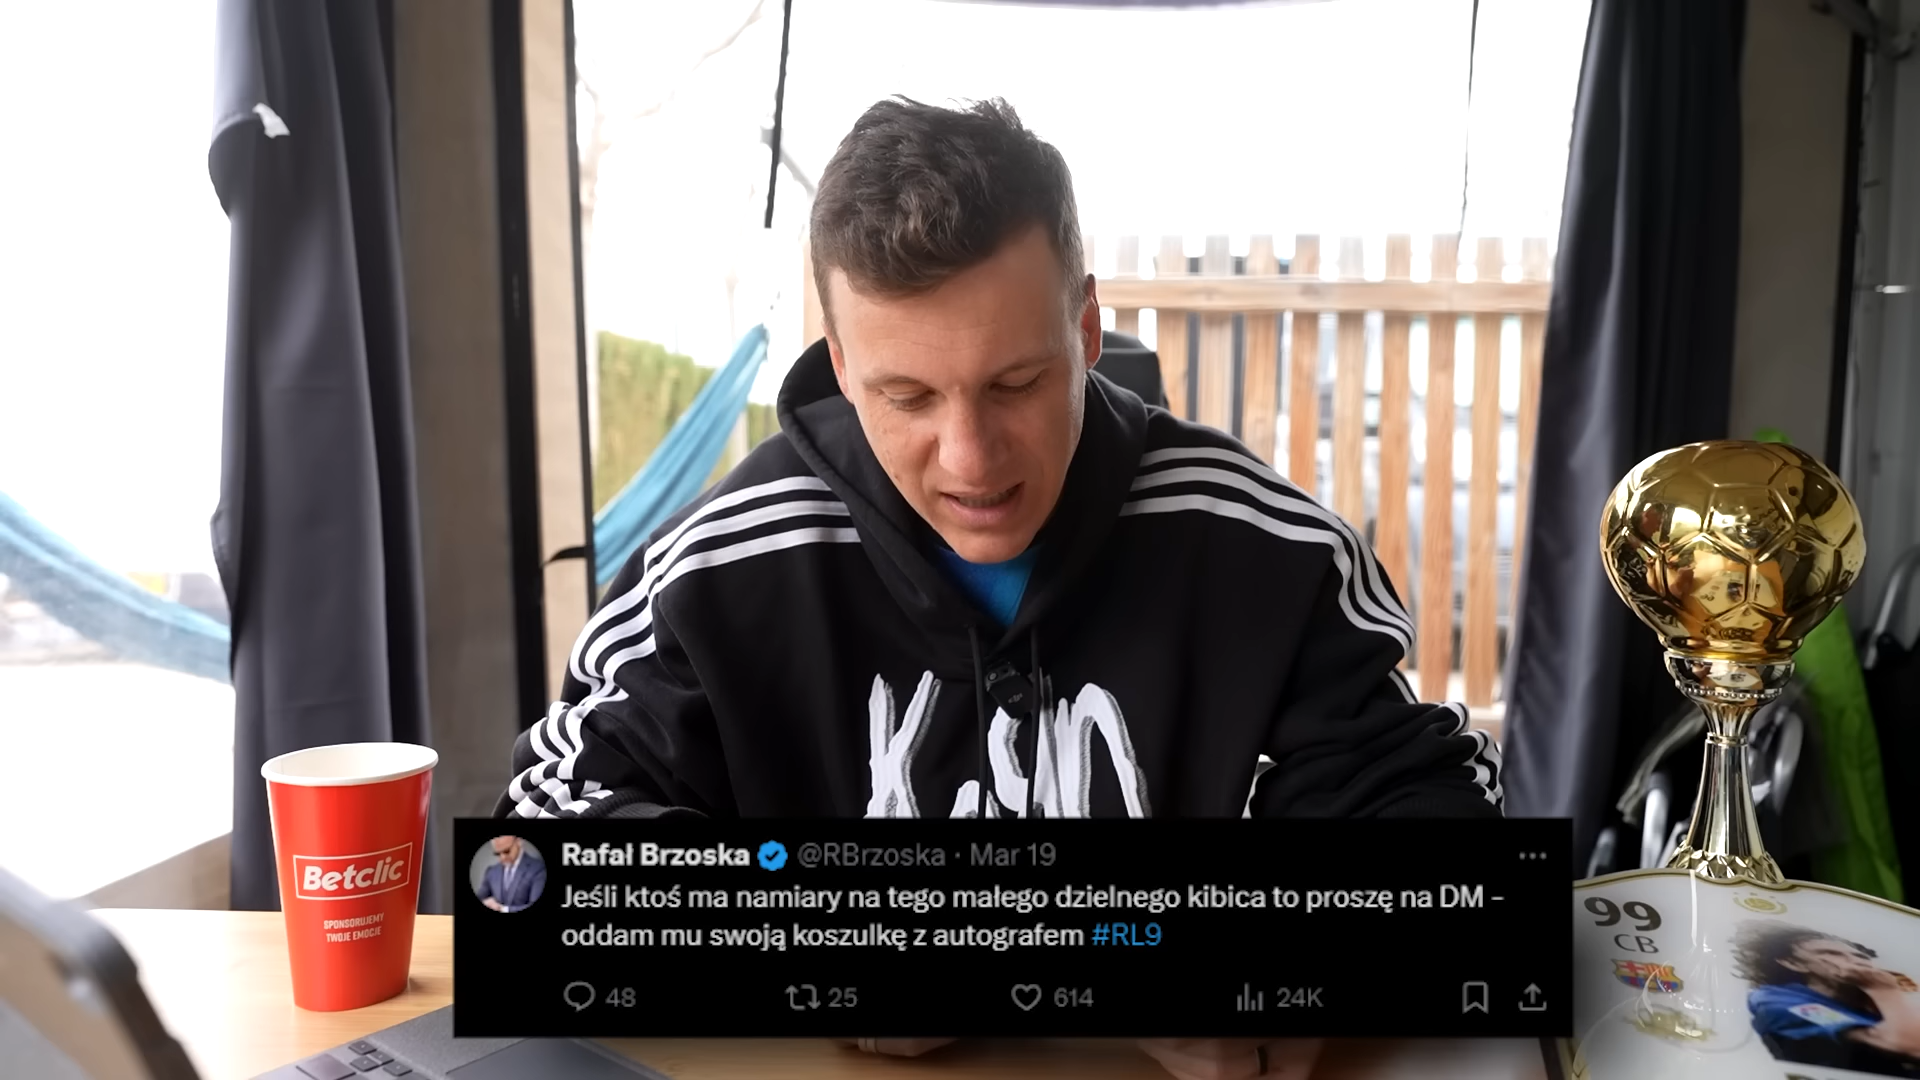 Betclic
SPONSORUJEMY
TWOJE EMOCJE
KoRn
Rafał Brzoska @RBrzoska · Mar 19
Jeśli ktoś ma namiary na tego małego dzielnego kibica to proszę na DM –
oddam mu swoją koszulkę z autografem #RL9
48 25 614 24K
99
CB